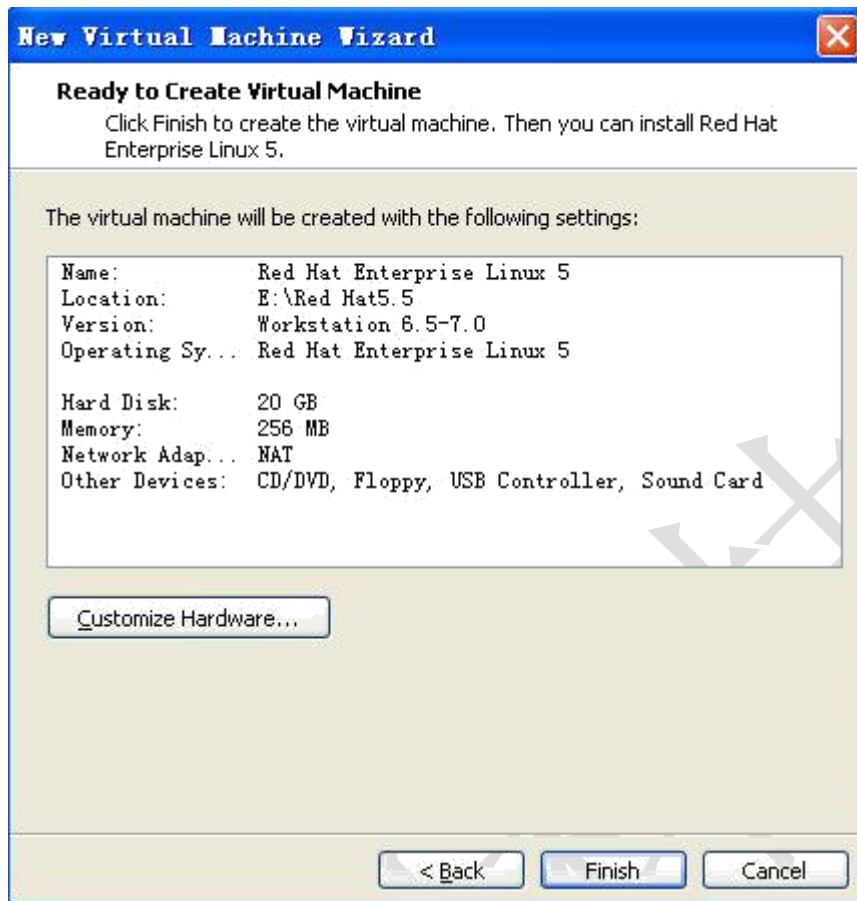 New Virtual Machine Wizard
Ready to Create Virtual Machine
Click Finish to create the virtual machine. Then you can install Red Hat
Enterprise Linux 5.
The virtual machine will be created with the following settings:
Name: Red Hat Enterprise Linux 5
Location: E:\Red Hat5.5
Version: Workstation 6.5-7.0
Operating Sy... Red Hat Enterprise Linux 5
Hard Disk: 20 GB
Memory: 256 MB
Network Adap... NAT
Other Devices: CD/DVD, Floppy, USB Controller, Sound Card
Customize Hardware...
< Back Finish Cancel